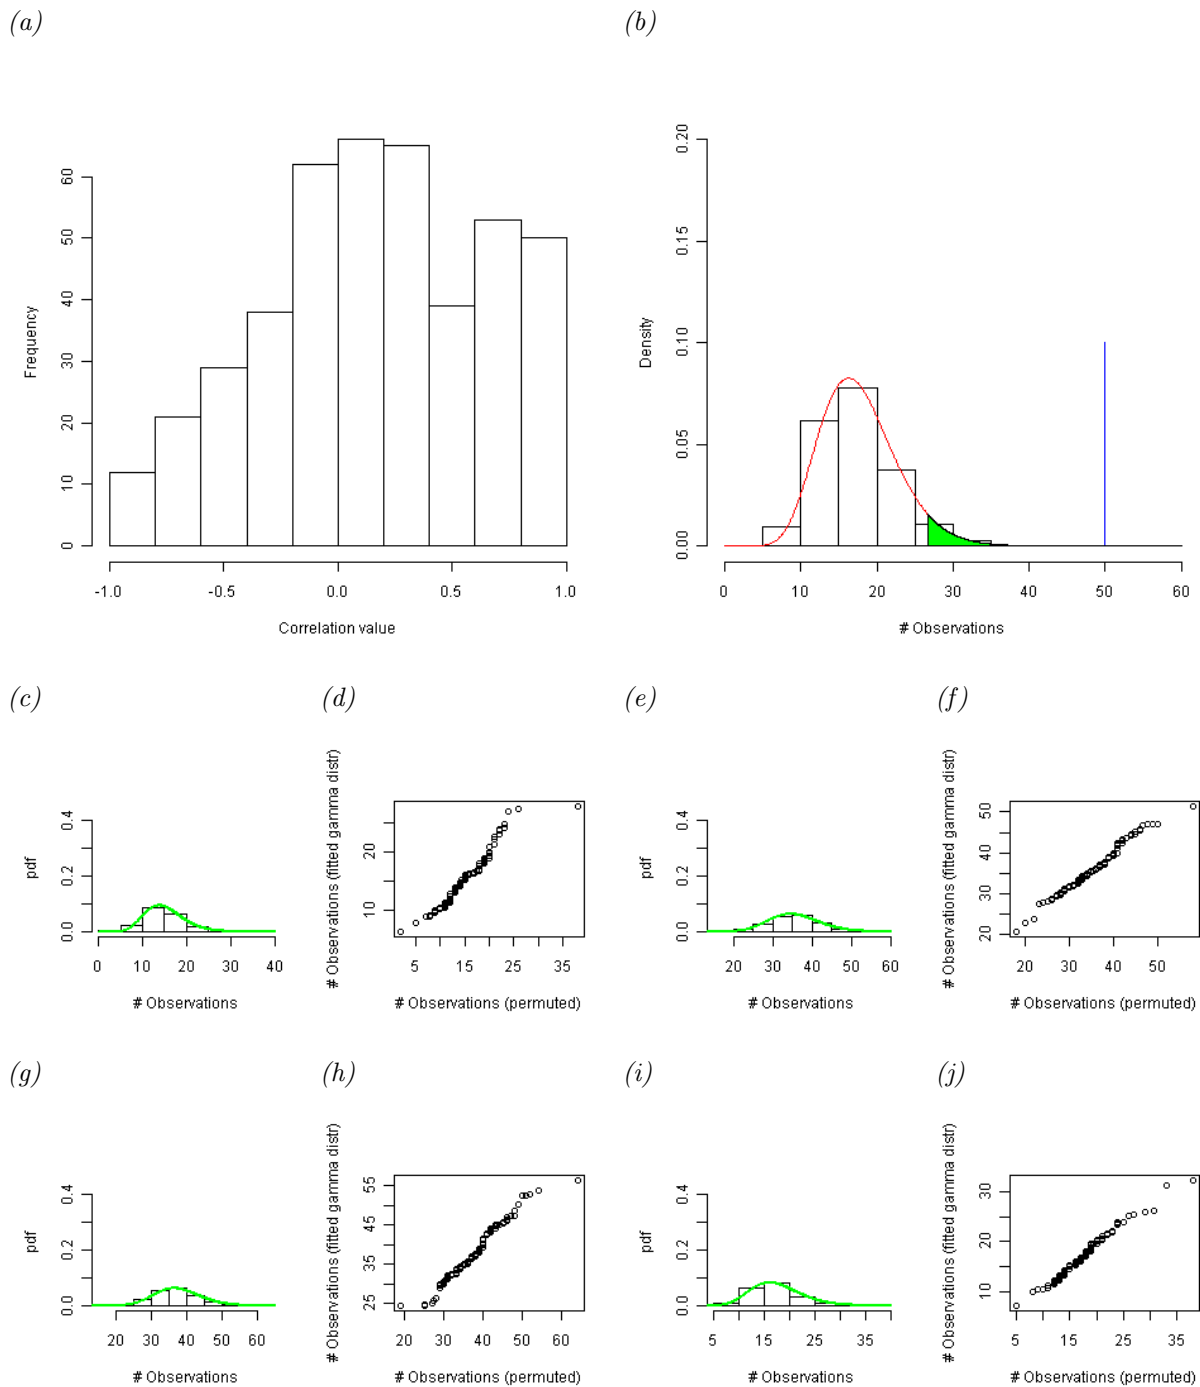 (a)
(b)
Frequency
0 10 20 30 40 50 60
-1.0 -0.5 0.0 0.5 1.0
Correlation value
Density
0.00 0.05 0.10 0.15 0.20
0 10 20 30 40 50 60
# Observations
(c)
(d)
(e)
(f)
pdf
0.0 0.2 0.4
0 10 20 30 40
# Observations
# Observations (fitted gamma distr)
10 20
5 15 25 35
# Observations (permuted)
pdf
0.0 0.2 0.4
20 30 40 50 60
# Observations
# Observations (fitted gamma distr)
20 30 40 50
20 30 40 50
# Observations (permuted)
(g)
(h)
(i)
(j)
pdf
0.0 0.2 0.4
20 30 40 50 60
# Observations
# Observations (fitted gamma distr)
25 35 45 55
20 30 40 50 60
# Observations (permuted)
pdf
0.0 0.2 0.4
5 15 25 35
# Observations
# Observations (fitted gamma distr)
10 20 30
5 15 25 35
# Observations (permuted)